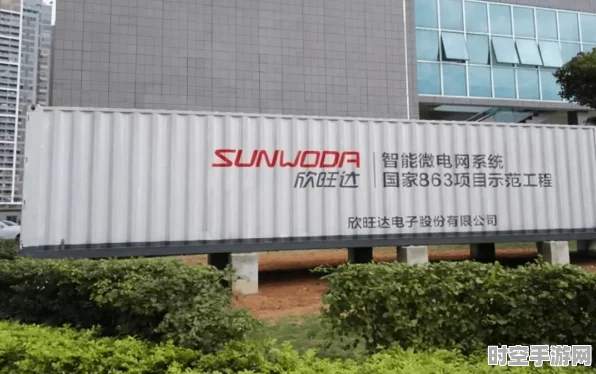 SUNWODA
欣旺达
智能微电网系统
国家863项目示范工程
欣旺达电子股份有限公司
时空手游网